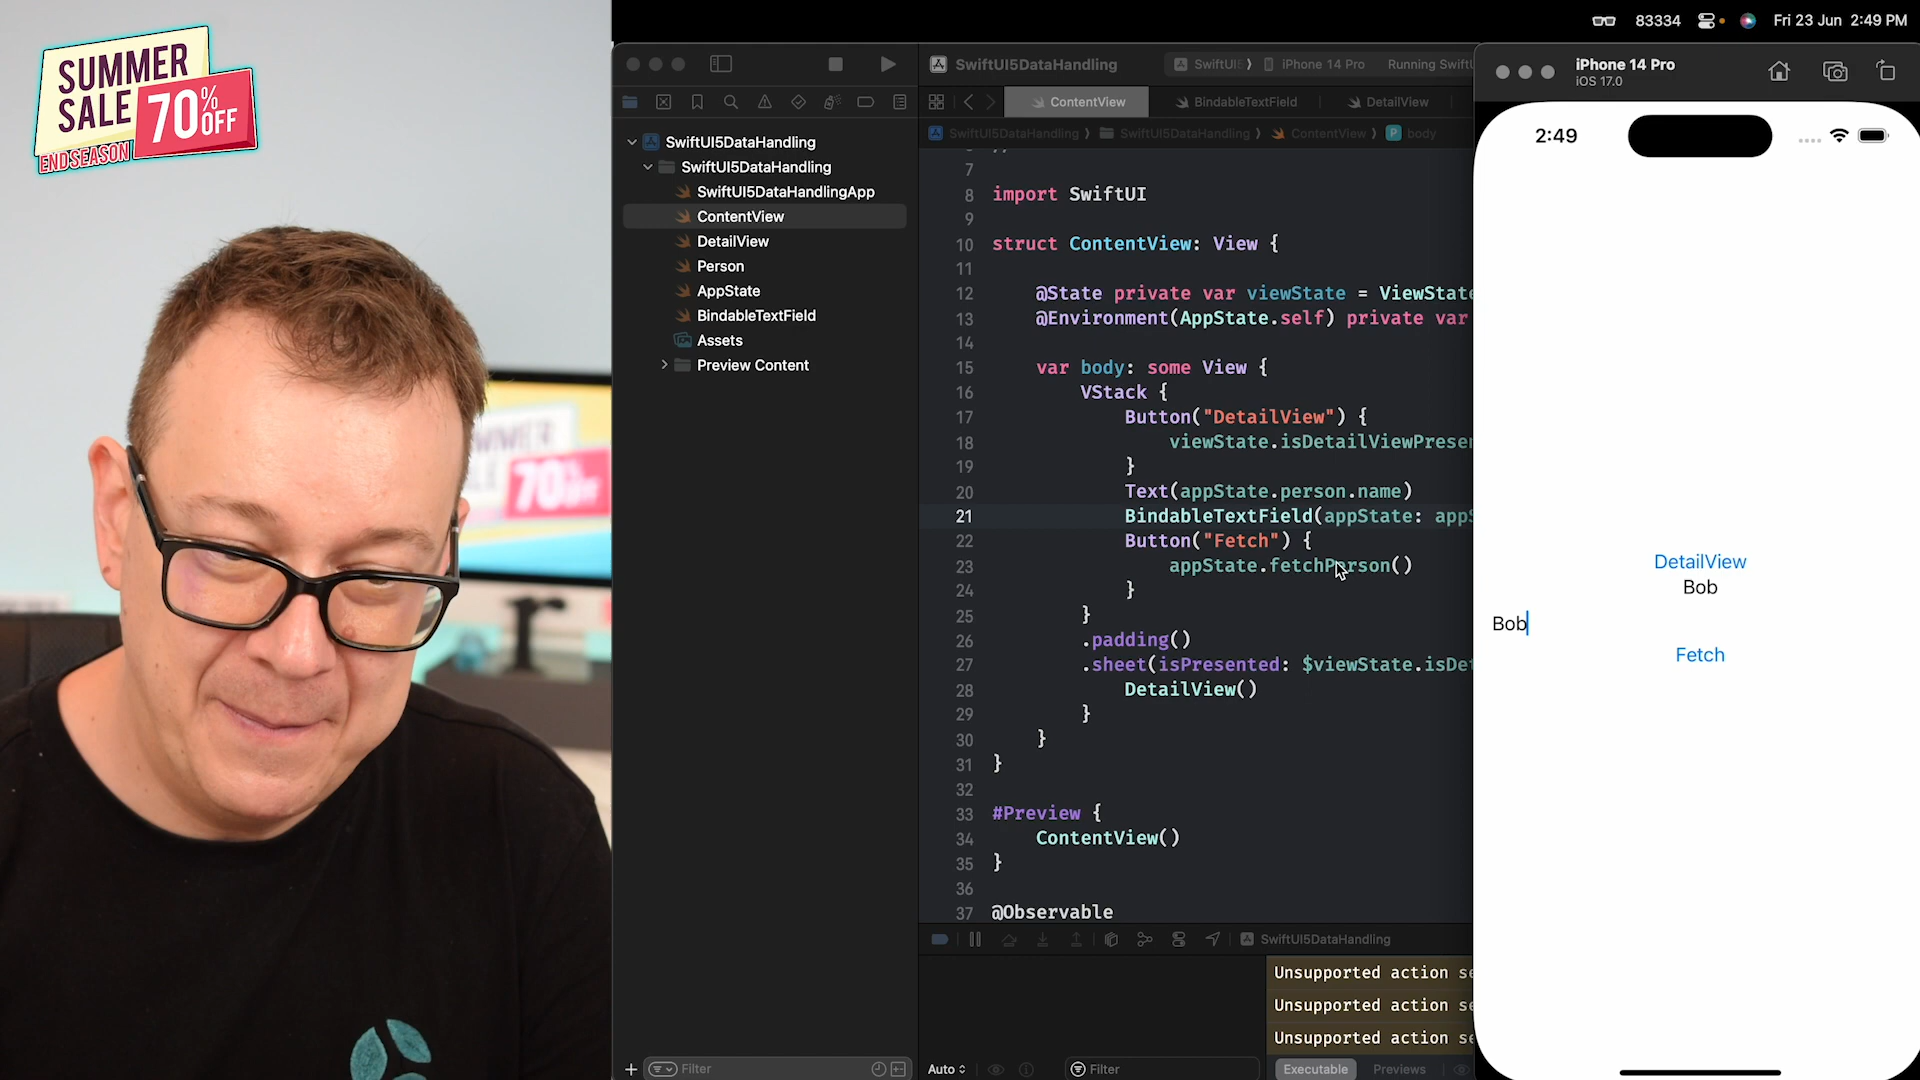 SUMMER
SALE
70% OFF
END SEASON
83334
Fri 23 Jun 2:49 PM
SwiftUI5DataHandling
SwiftUI5DataHandling
SwiftUI5DataHandlingApp
ContentView
DetailView
Person
AppState
BindableTextField
Assets
Preview Content
Filter
SwiftUI5DataHandling
SwiftUI5
iPhone 14 Pro
Running SwiftU
ContentView
BindableTextField
DetailView
SwiftUI5DataHandling
SwiftUI5DataHandling
ContentView
P body
7
8 import SwiftUI
9
10 struct ContentView: View {
11
12 @State private var viewState = ViewState
13 @Environment(AppState.self) private var
14
15 var body: some View {
16 VStack {
17 Button("DetailView") {
18 viewState.isDetailViewPresen
19 }
20 Text(appState.person.name)
21 BindableTextField(appState: appS
22 Button("Fetch") {
23 appState.fetchPerson()
24 }
25 }
26 .padding()
27 .sheet(isPresented: $viewState.isDet
28 DetailView()
29 }
30 }
31 }
32
33 #Preview {
34 ContentView()
35 }
36
37 @Observable
SwiftUI5DataHandling
Unsupported action se
Unsupported action se
Unsupported action se
Auto
Filter
Executable
Previews
iPhone 14 Pro
iOS 17.0
2:49
DetailView
Bob
Bob
Fetch